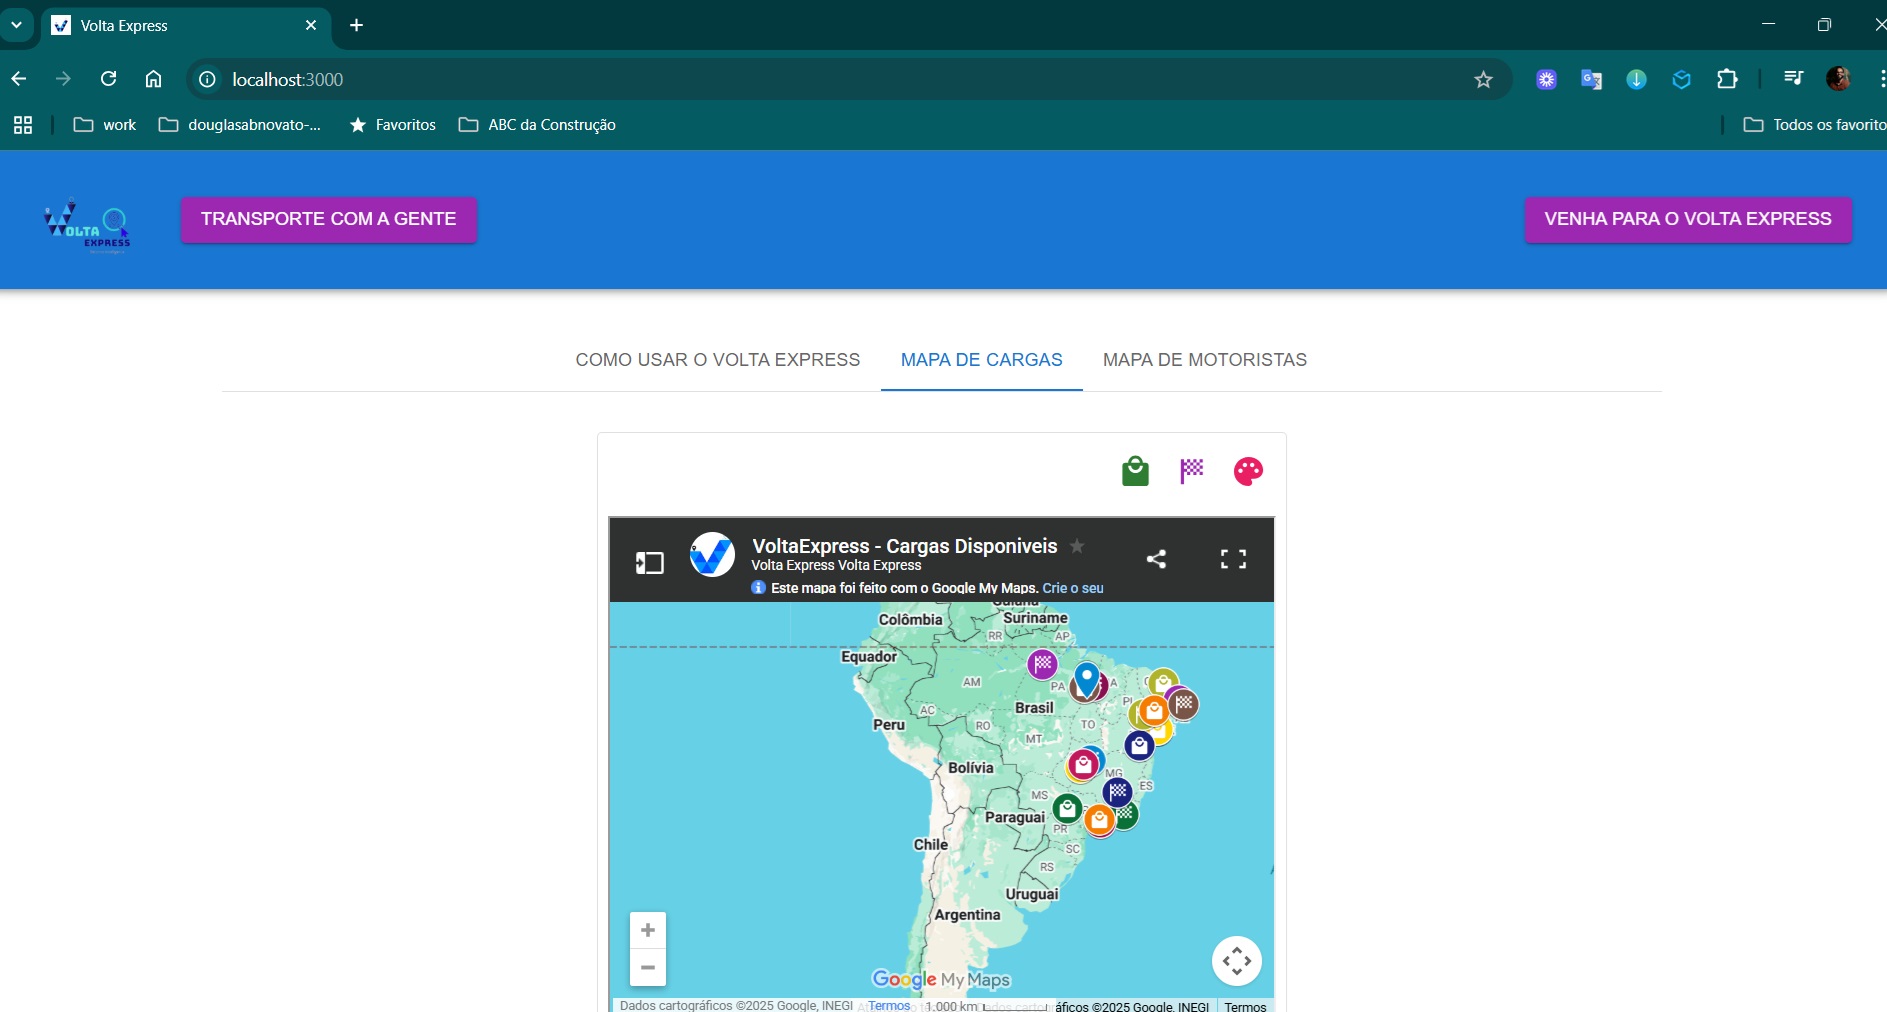 Volta Express
localhost:3000
work
douglasabnovato-...
Favoritos
ABC da Construção
Todos os favorito
VOLTA
EXPRESS
TRANSPORTE COM A GENTE
VENHA PARA O VOLTA EXPRESS
COMO USAR O VOLTA EXPRESS
MAPA DE CARGAS
MAPA DE MOTORISTAS
VoltaExpress - Cargas Disponiveis
Volta Express Volta Express
Este mapa foi feito com o Google My Maps. Crie o seu
Guiana
Colômbia
Suriname
RR
AP
Equador
AM
PA
Brasil
AC
Peru
RO
TO
MT
Bolívia
MG
MS
ES
Paraguai
PR
Chile
SC
RS
Uruguai
Argentina
Google My Maps
Dados cartográficos ©2025 Google, INEGI
Termos
1.000 km
Dados cartográficos ©2025 Google, INEGI
Termos